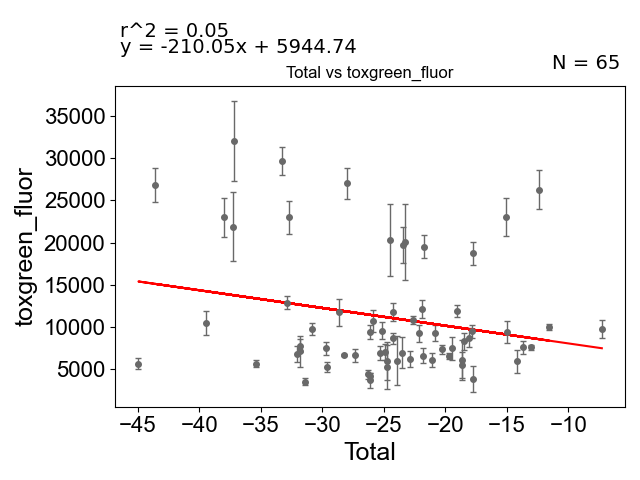 r^2 = 0.05
y = -210.05x + 5944.74
N = 65
Total vs toxgreen_fluor
35000
30000
25000
20000
15000
10000
5000
toxgreen_fluor
−45 −40 −35 −30 −25 −20 −15 −10
Total